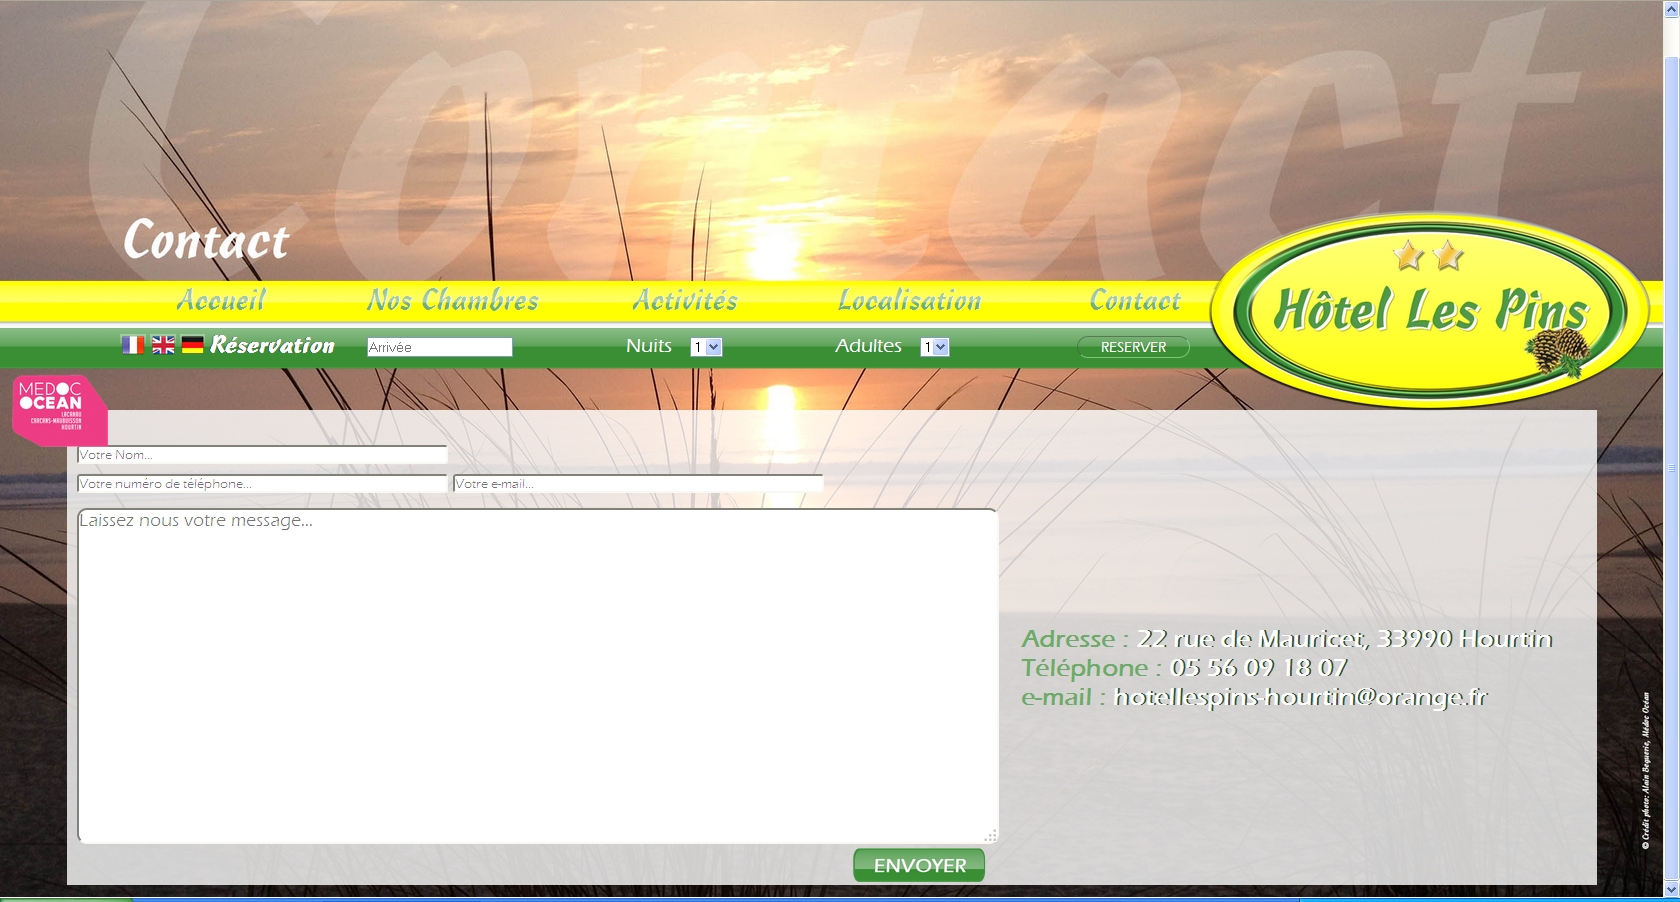 Contact
Contact
Accueil Nos Chambres Activités Localisation Contact
Hôtel Les Pins
Réservation Arrivée Nuits 1 Adultes 1 RESERVER
MEDOC
OCEAN
LACANAU
CARCANS-MAUBUISSON
HOURTIN
Votre Nom...
Votre numéro de téléphone... Votre e-mail...
Laissez nous votre message...
Adresse : 22 rue de Mauricet, 33990 Hourtin
Téléphone : 05 56 09 18 07
e-mail : hotellespins-hourtin@orange.fr
© Crédit photo: Alain Beguerie, Médoc Océan
ENVOYER